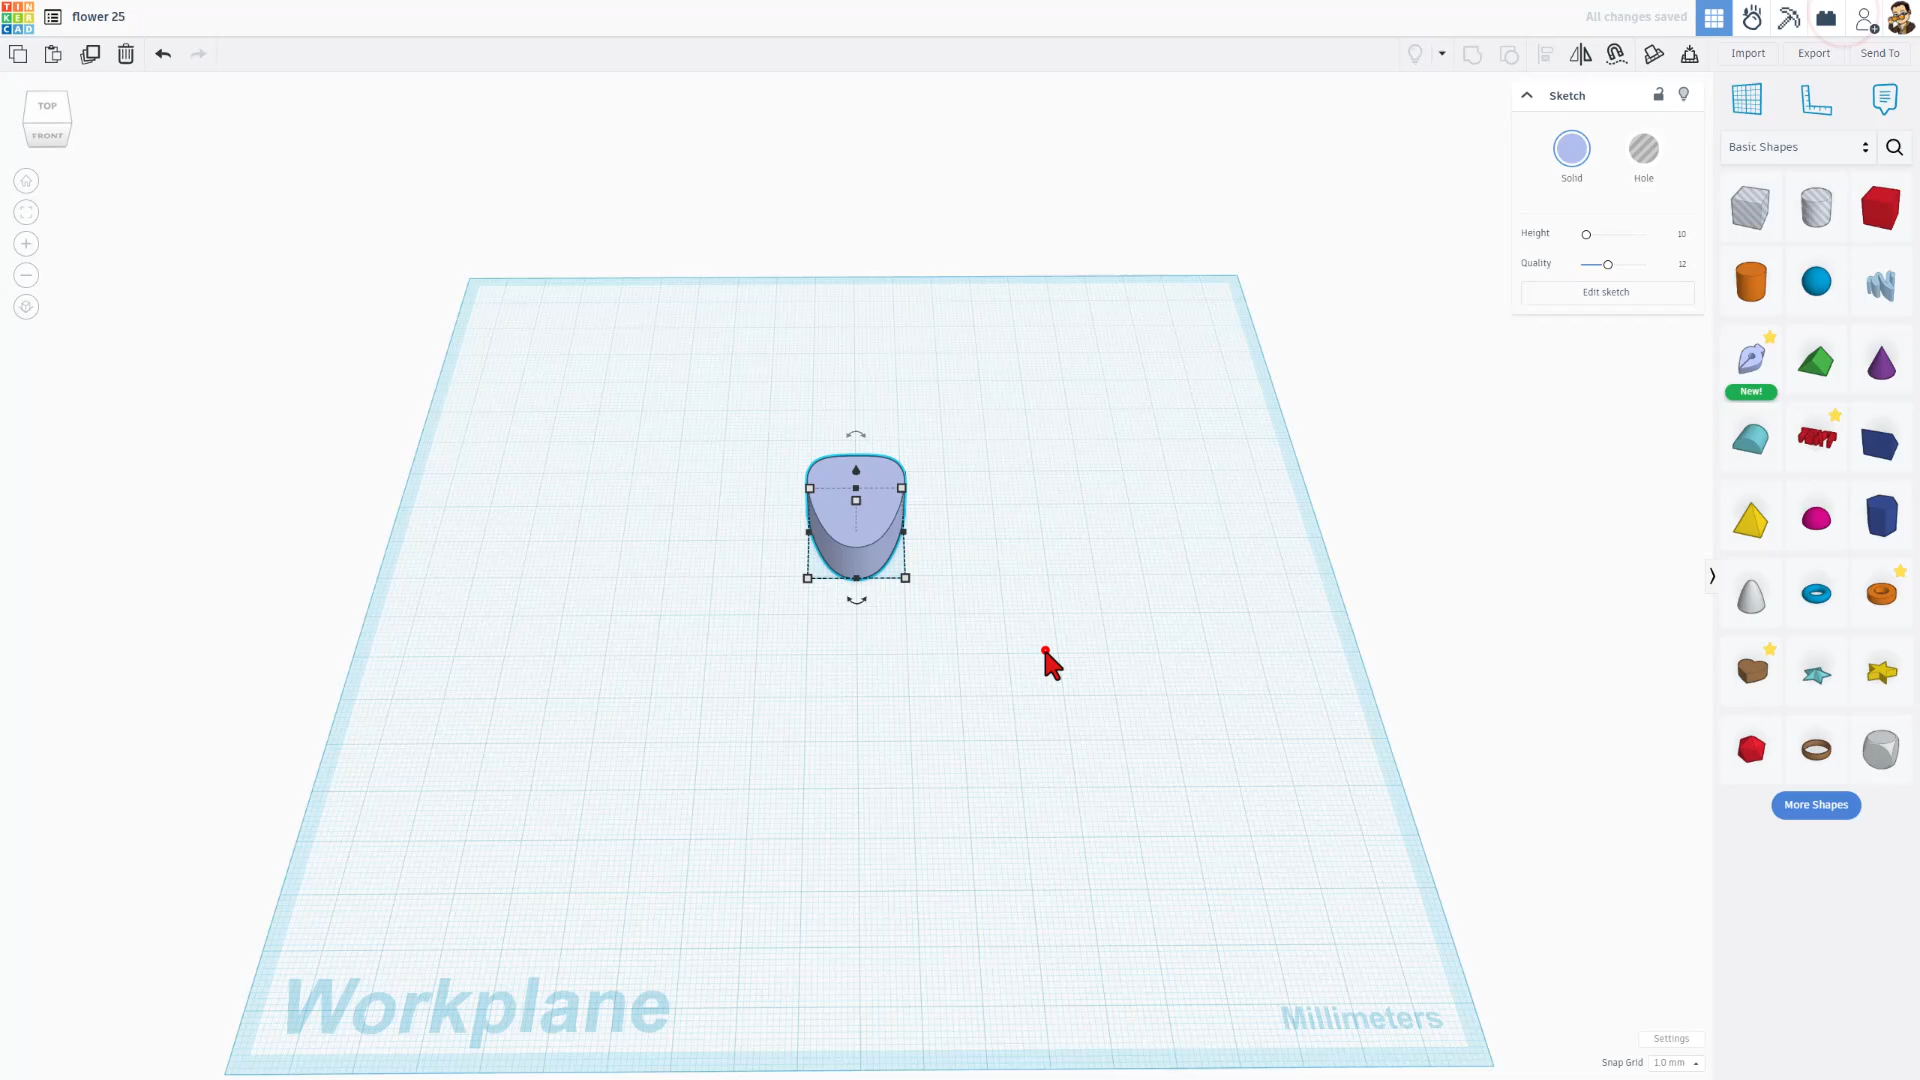 TIN
KER
CAD
flower 25
All changes saved
Import
Export
Send To
TOP
FRONT
Sketch
Solid
Hole
Height
10
Quality
12
Edit sketch
Basic Shapes
New!
More Shapes
Workplane
Millimeters
Settings
Snap Grid
1.0 mm